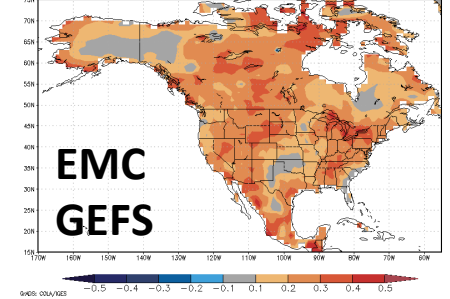 75N
70N
65N
60N
55N
50N
45N
40N
35N
30N
25N
20N
15N
EMC
GEFS
170W 160W 150W 140W 130W 120W 110W 100W 90W 80W 70W 60W
-0.5 -0.4 -0.3 -0.2 -0.1 0.1 0.2 0.3 0.4 0.5
GrADS: COLA/IGES